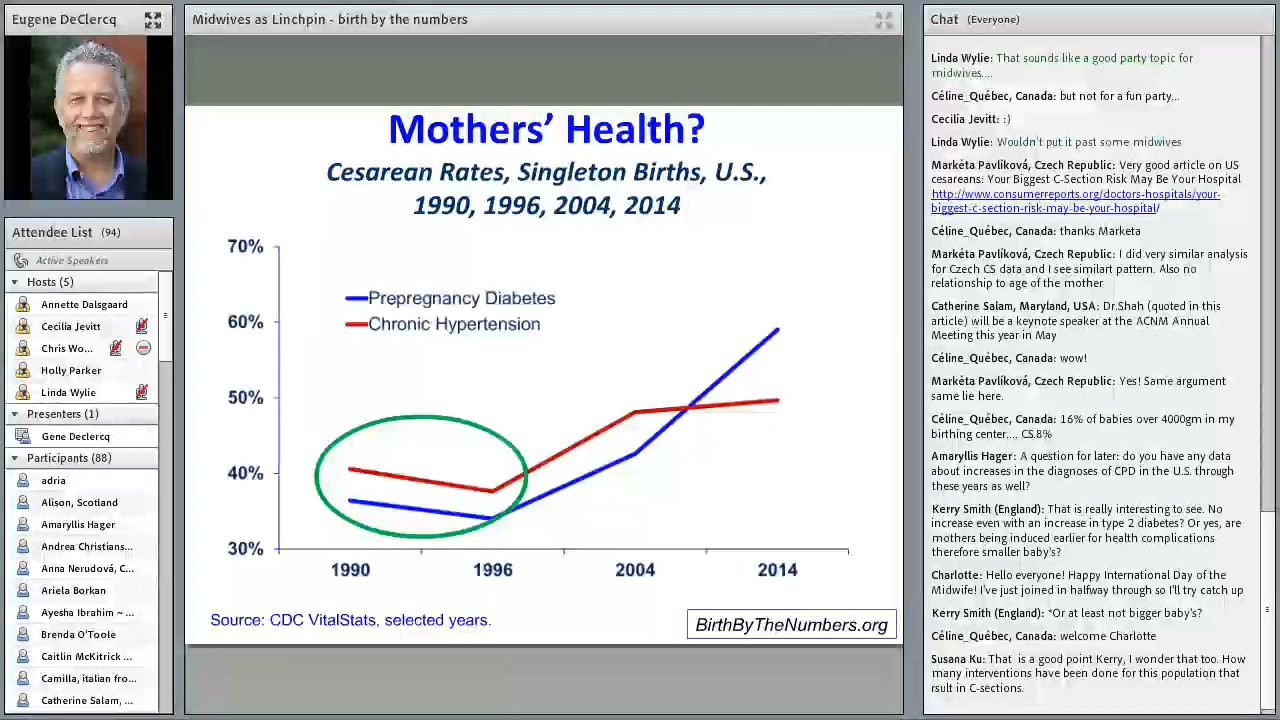 Eugene DeClercq
Attendee List (94)
Active Speakers
Hosts (5)
Annette Dalsgaard
Cecilia Jevitt
Chris Wo...
Holly Parker
Linda Wylie
Presenters (1)
Gene Declercq
Participants (88)
adria
Alison, Scotland
Amaryllis Hager
Andrea Christians...
Anna Nerudová, C...
Ariela Borkan
Ayesha Ibrahim ~ ...
Brenda O'Toole
Caitlin McKitrick ...
Camilla, italian fro...
Catherine Salam, ...
Midwives as Linchpin - birth by the numbers
Mothers' Health?
Cesarean Rates, Singleton Births, U.S.,
1990, 1996, 2004, 2014
70%
60%
50%
40%
30%
Prepregnancy Diabetes
Chronic Hypertension
1990 1996 2004 2014
Source: CDC VitalStats, selected years.
BirthByTheNumbers.org
Chat (Everyone)
Linda Wylie: That sounds like a good party topic for
midwives....
Céline_Québec, Canada: but not for a fun party...
Cecilia Jevitt: :)
Linda Wylie: Wouldn't put it past some midwives
Markéta Pavlíková, Czech Republic: Very good article on US
cesareans: Your Biggest C-Section Risk May Be Your Hospital
http://www.consumerreports.org/doctors-hospitals/your-
biggest-c-section-risk-may-be-your-hospital/
Céline_Québec, Canada: thanks Marketa
Markéta Pavlíková, Czech Republic: I did very similar analysis
for Czech CS data and I see similart pattern. Also no
relationship to age of the mother
Catherine Salam, Maryland, USA: Dr.Shah (quoted in this
article) will be a keynote speaker at the ACNM Annual
Meeting this year in May
Céline_Québec, Canada: wow!
Markéta Pavlíková, Czech Republic: Yes! Same argument
same lie here.
Céline_Québec, Canada: 16% of babies over 4000gm in my
birthing center.... CS.8%
Amaryllis Hager: A question for later: do you have any data
about increases in the diagnoses of CPD in the U.S. through
these years as well?
Kerry Smith (England): That is really interesting to see. No
increase even with an increase in type 2 diabetes? Or yes, are
mothers being induced earlier for health complications
therefore smaller baby's?
Charlotte: Hello everyone! Happy International Day of the
Midwife! I've just joined in halfway through so I'll try catch up
Kerry Smith (England): *Or at least not bigger baby's?
Céline_Québec, Canada: welcome Charlotte
Susana Ku: That is a good point Kerry, I wonder that too. How
many interventions have been done for this population that
rsult in C-sections.